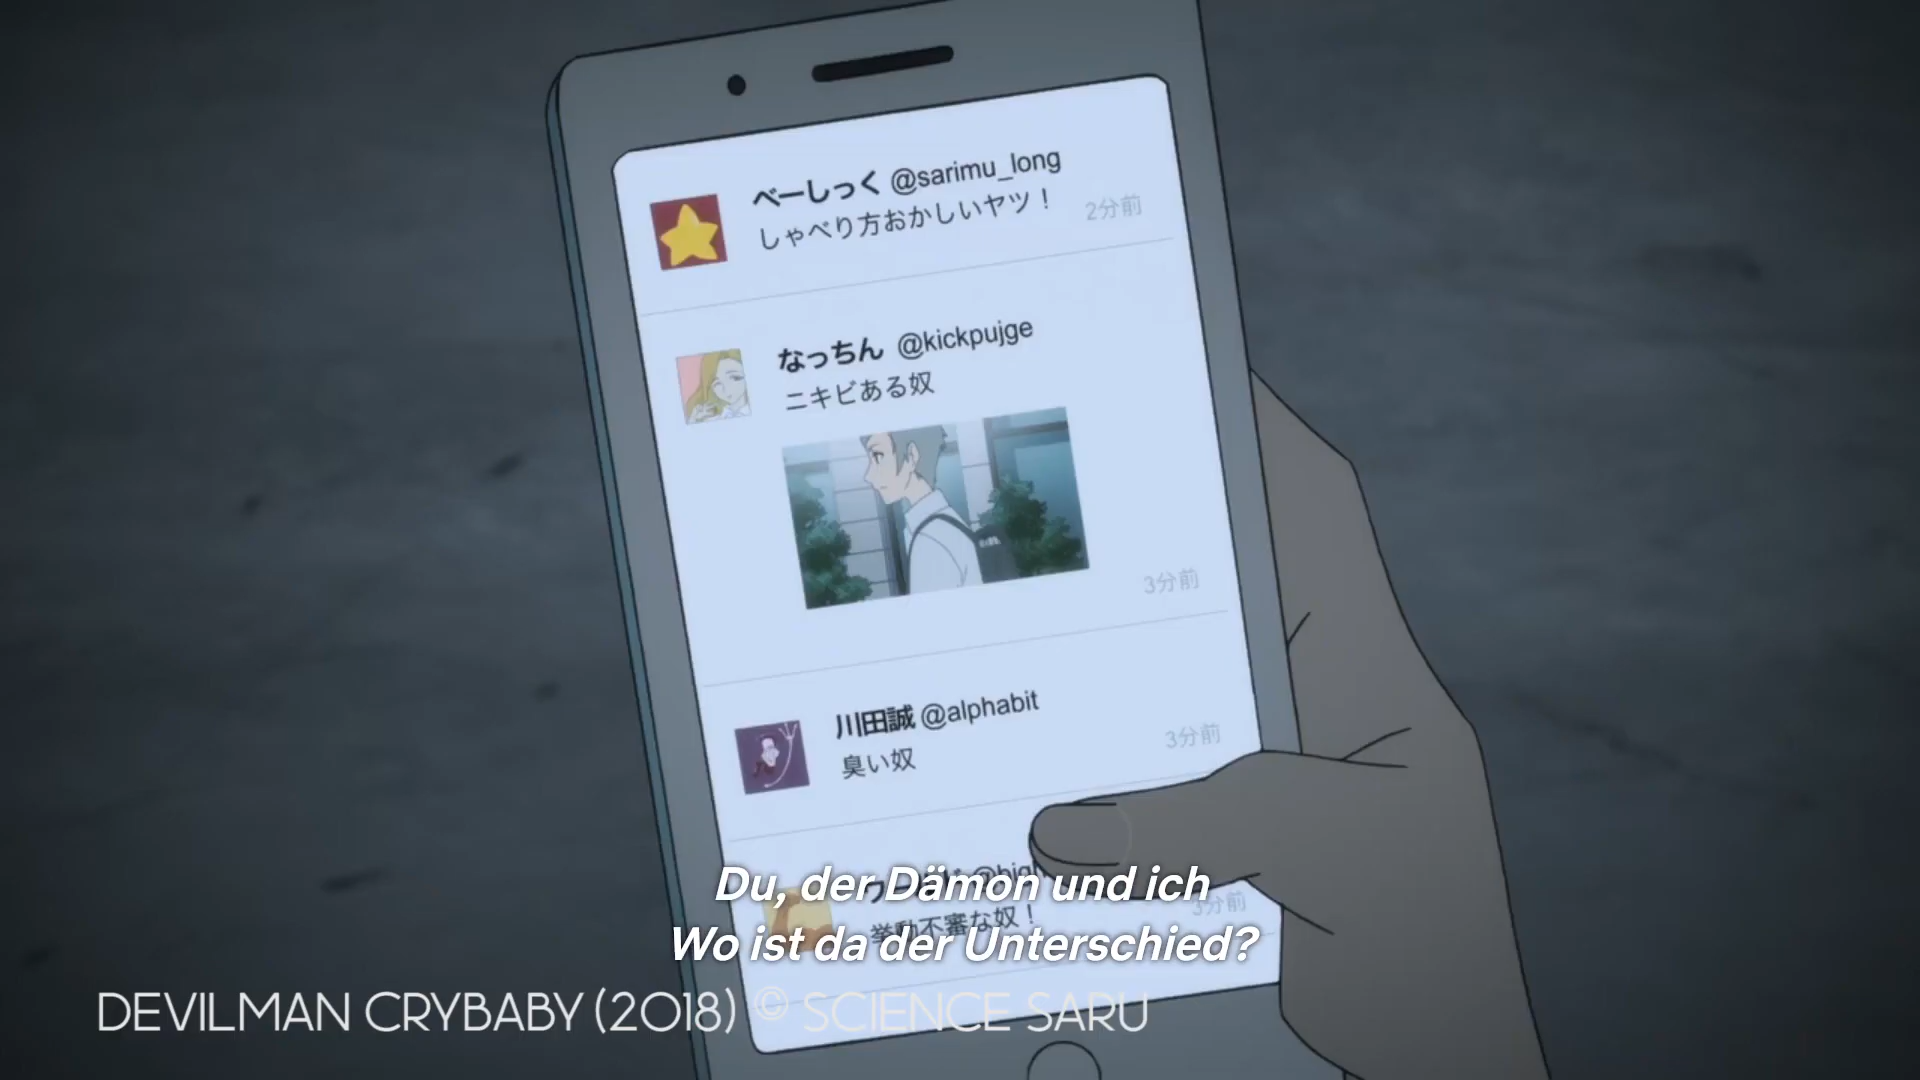 べーしっく @sarimu_long
しゃべり方おかしいヤツ！ 2分前
なっちん @kickpujge
ニキビある奴
3分前
川田誠 @alphabit
臭い奴 3分前
3分前
挙動不審な奴！
Du, der Dämon und ich
Wo ist da der Unterschied?
DEVILMAN CRYBABY (2018) © SCIENCE SARU